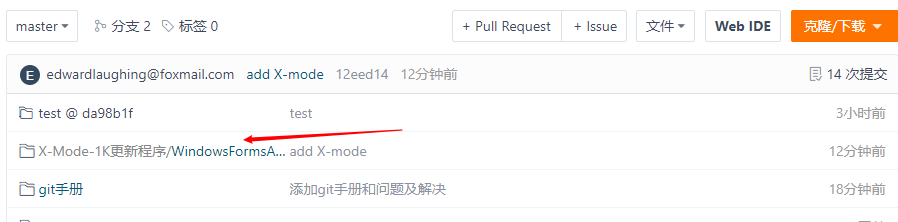 master 分支 2 标签 0 + Pull Request + Issue 文件 Web IDE 克隆/下载
E edwardlaughing@foxmail.com add X-mode 12eed14 12分钟前 14 次提交
test @ da98b1f test 3小时前
X-Mode-1K更新程序/WindowsFormsA... add X-mode 12分钟前
git手册 添加git手册和问题及解决 18分钟前